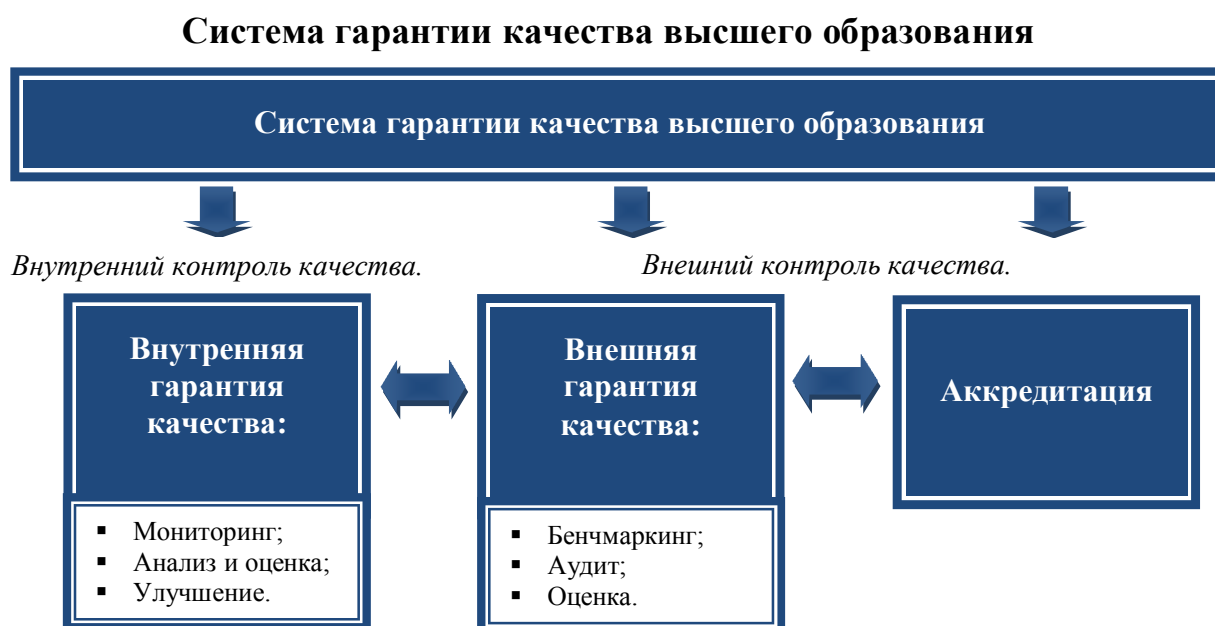 Система гарантии качества высшего образования
Система гарантии качества высшего образования
Внутренний контроль качества.
Внешний контроль качества.
Внутренняя
гарантия
качества:
▪ Мониторинг;
▪ Анализ и оценка;
▪ Улучшение.
Внешняя
гарантия
качества:
▪ Бенчмаркинг;
▪ Аудит;
▪ Оценка.
Аккредитация